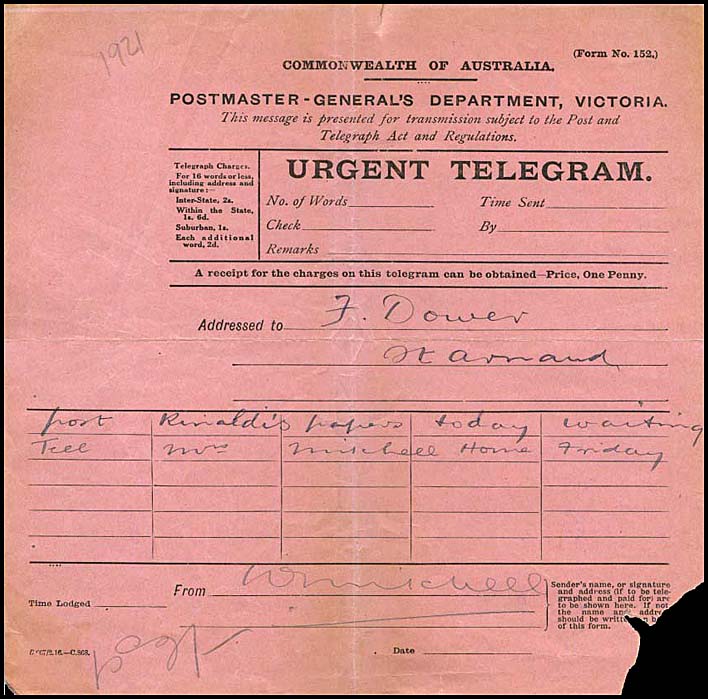 1921
(Form No. 152.)
COMMONWEALTH OF AUSTRALIA.
POSTMASTER-GENERAL'S DEPARTMENT, VICTORIA.
This message is presented for transmission subject to the Post and
Telegraph Act and Regulations.
Telegraph Charges.
For 16 words or less,
including address and
signature:—
Inter-State, 2s.
Within the State,
1s. 6d.
Suburban, 1s.
Each additional
word, 2d.
URGENT TELEGRAM.
No. of Words Time Sent
Check By
Remarks
A receipt for the charges on this telegram can be obtained—Price, One Penny.
Addressed to F. Dower
St Arnaud
post Rinaldi's papers today waiting
Tell Mrs Mitchell Home Friday
From Mitchell
Sender's name, or signature
and address (if to be tele-
graphed and paid for) are
to be shown here. If not
the name and addre
should be writt
of this form.
Time Lodged
16.—C.368.
Date